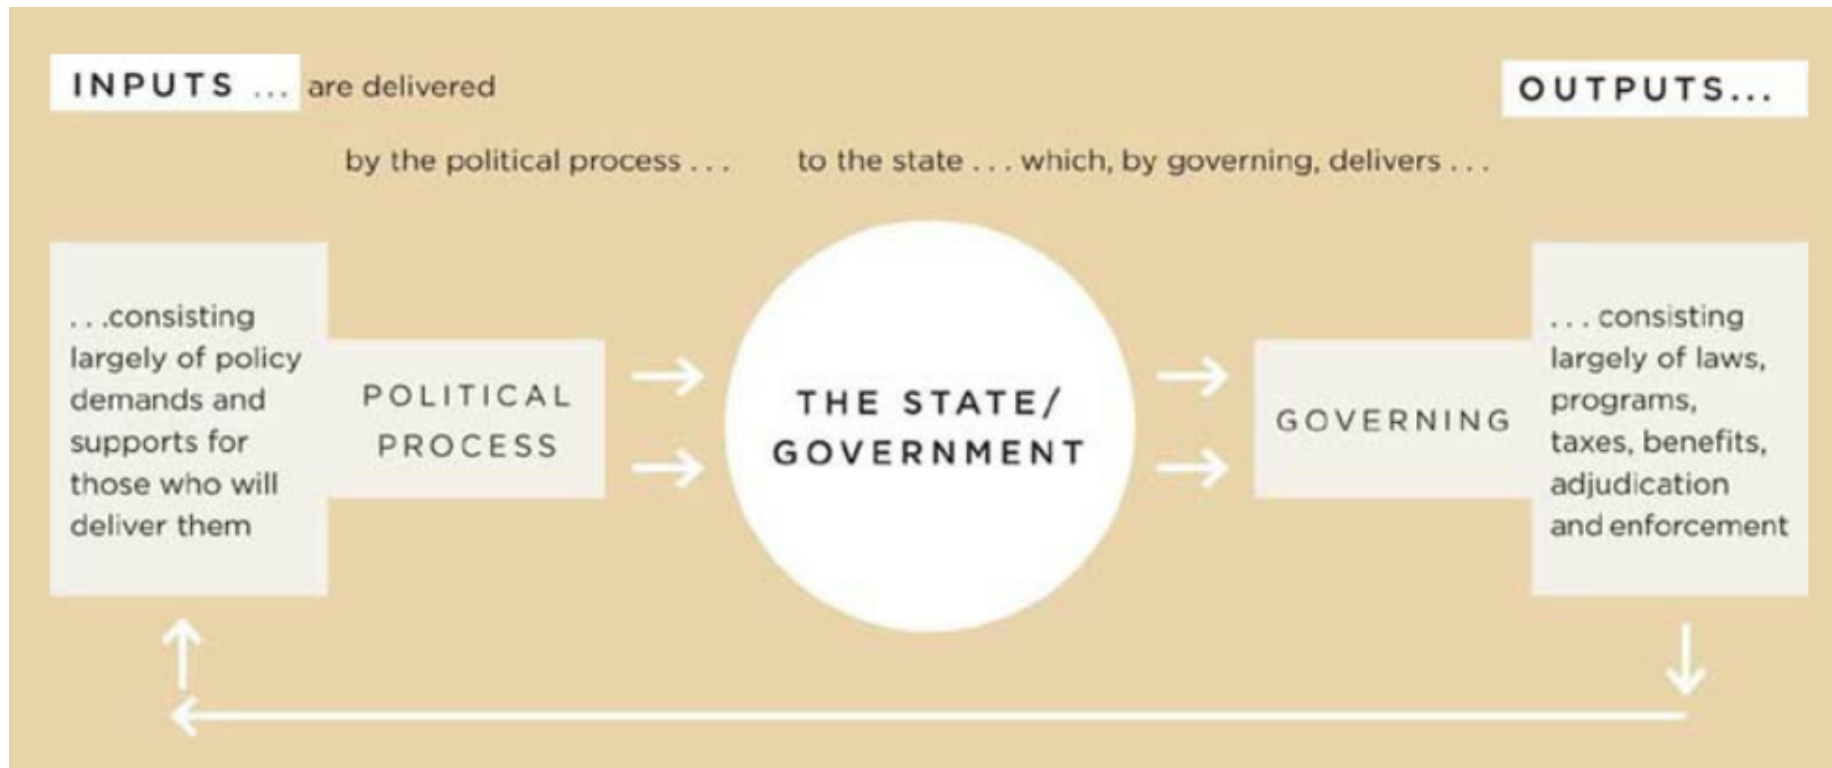 INPUTS ... are delivered
OUTPUTS...
by the political process ...
to the state ... which, by governing, delivers ...
...consisting
largely of policy
demands and
supports for
those who will
deliver them
POLITICAL
PROCESS
THE STATE/
GOVERNMENT
GOVERNING
... consisting
largely of laws,
programs,
taxes, benefits,
adjudication
and enforcement